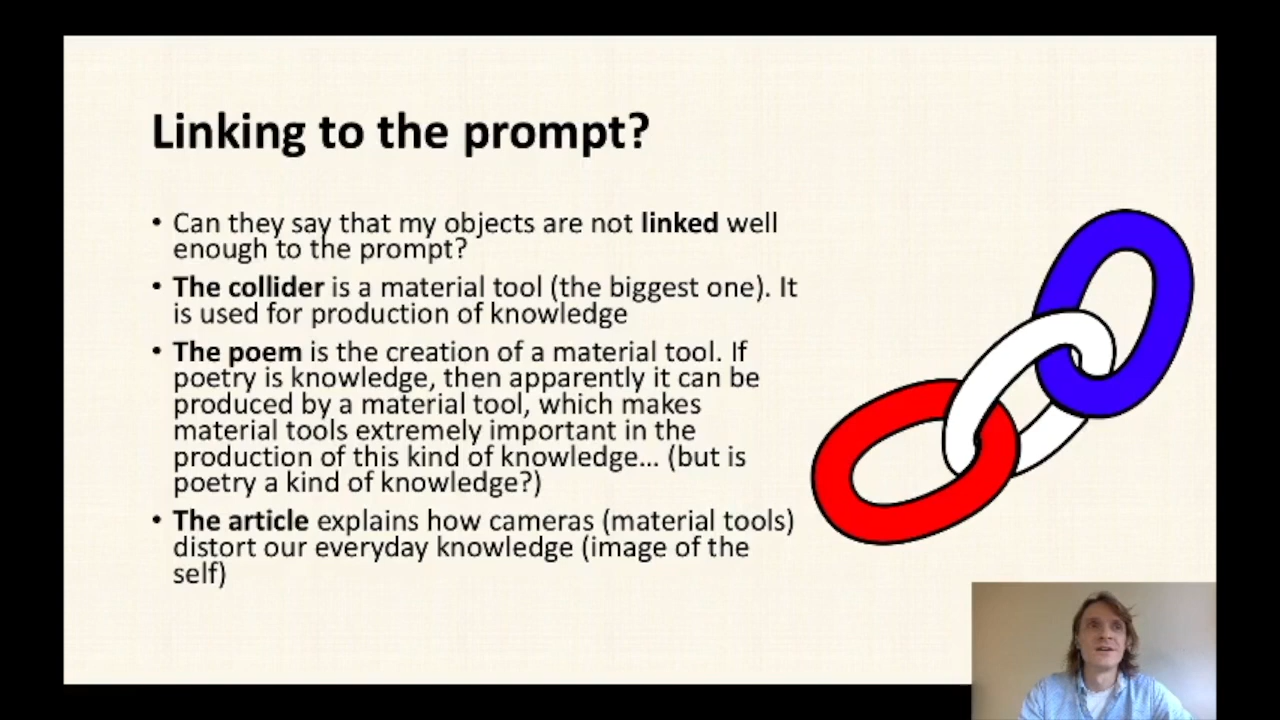 Linking to the prompt?
• Can they say that my objects are not linked well
enough to the prompt?
• The collider is a material tool (the biggest one). It
is used for production of knowledge
• The poem is the creation of a material tool. If
poetry is knowledge, then apparently it can be
produced by a material tool, which makes
material tools extremely important in the
production of this kind of knowledge... (but is
poetry a kind of knowledge?)
• The article explains how cameras (material tools)
distort our everyday knowledge (image of the
self)